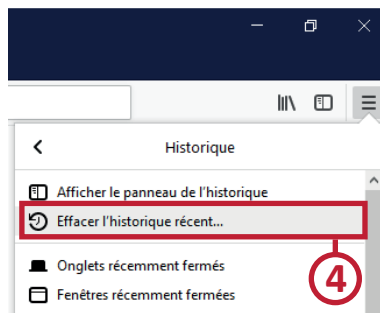 Historique
Afficher le panneau de l'historique
Effacer l'historique récent...
Onglets récemment fermés
Fenêtres récemment fermées
4